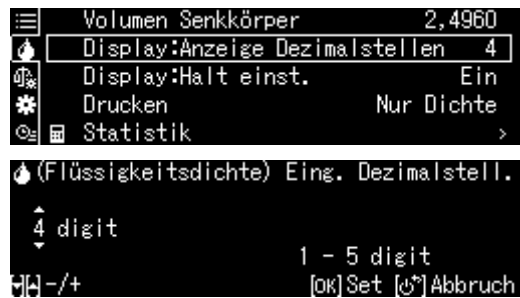 Volumen Senkkörper 2,4960
Display:Anzeige Dezimalstellen 4
Display:Halt einst. Ein
Drucken Nur Dichte
Statistik >
(Flüssigkeitsdichte) Eing. Dezimalstell.
4 digit
1 - 5 digit
-/+ [OK]Set [ ]Abbruch